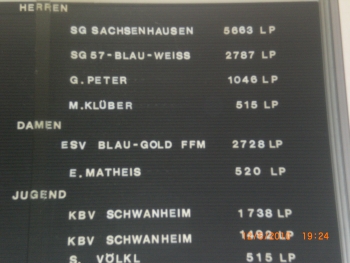 HERREN
SG SACHSENHAUSEN 5663 LP
SG 57-BLAU-WEISS 2787 LP
G. PETER 1046 LP
M. KLÜBER 515 LP
DAMEN
ESV BLAU-GOLD FFM 2728 LP
E. MATHEIS 520 LP
JUGEND
KBV SCHWANHEIM 1738 LP
KBV SCHWANHEIM 1492 LP
S. VÖLKL 515 LP
19:24